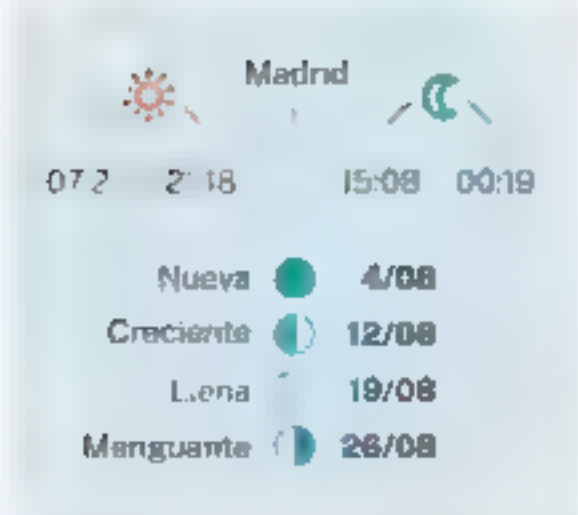 Madrid
15:08 00:19
Nueva 4/08
Creciente 12/08
Llena 19/08
Menguante 26/08